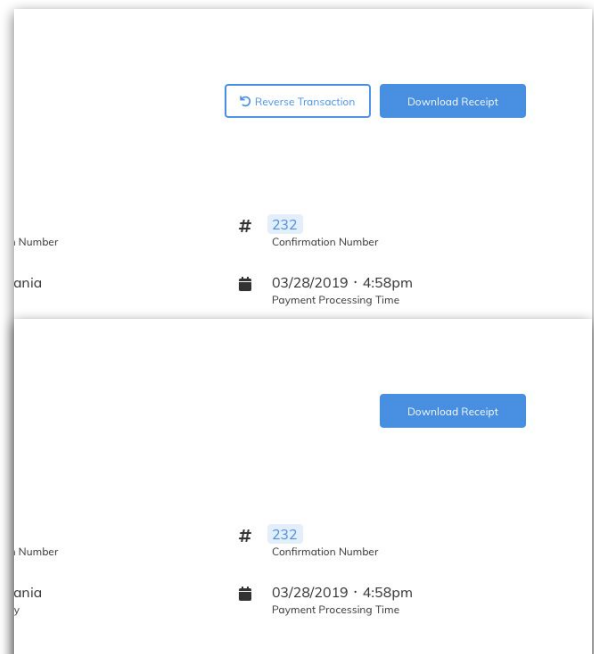 Reverse Transaction
Download Receipt
# 232
n Number
Confirmation Number
ania
03/28/2019 · 4:58pm
Payment Processing Time
Download Receipt
# 232
n Number
Confirmation Number
ania
03/28/2019 · 4:58pm
y
Payment Processing Time